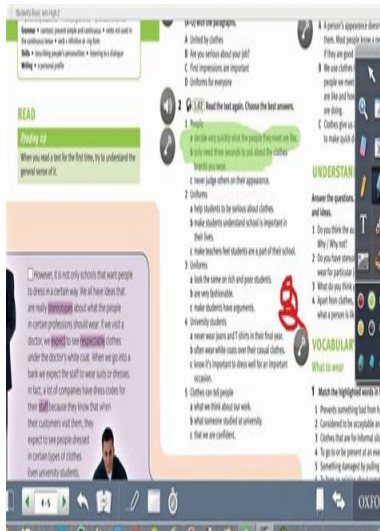 Students Book: Aim High 2
Grammar • contrast: present simple and continuous • verbs not used in
the continuous tense • verb + infinitive or -ing form
Skills • describing people's personalities • listening to a dialogue
Writing • a personal profile
READ
Reading tip
When you read a text for the first time, try to understand the
general sense of it.
However, it is not only schools that want people
to dress in a certain way. We all have ideas that
are really stereotypes about what the people
in certain professions should wear. If we visit a
doctor, we expect to see respectable clothes
under the doctor's white coat. When we go into a
bank we expect the staff to wear suits or dresses.
In fact, a lot of companies have dress codes for
their staff because they know that when
their customers visit them, they
expect to see people dressed
in certain types of clothes.
Even university students,
(A-D) with the paragraphs.
A United by clothes
B Are you serious about your job?
C First impressions are important
D Uniforms for everyone
2 1.02 Read the text again. Choose the best answers.
1 People
a decide very quickly what the people they meet are like.
b only need three seconds to ask about the clothes
brands you wear.
c never judge others on their appearance.
2 Uniforms
a help students to be serious about clothes.
b make students understand school is important in
their lives.
c make teachers feel students are a part of their school.
3 Uniforms
a look the same on rich and poor students.
b are very fashionable.
c make students have arguments.
4 University students
a never wear jeans and T-shirts in their final year.
b often wear white coats over their casual clothes.
c know it's important to dress well for an important
occasion.
5 Clothes can tell people
a what we think about our work.
b what someone studied at university.
c that we are confident.
A A person's appearance doesn't
them. Most people know a
if they are good
B We use clothes
people we meet
are like and how
are doing.
C Clothes give us
to make quick
UNDERSTAN
Answer the questions.
and ideas.
1 Do you think the au
Why / Why not?
2 Do you have stereo
wear for particular
3 What do you think
4 Apart from clothes,
what a person is lik
VOCABULAR
What to wear
1 Match the highlighted words in
1 Prevents something bad from
2 Considered to be acceptable an
3 Clothes that are for informal
4 To go to or be present at an eve
5 Something damaged by pulling
4-5
OXFO